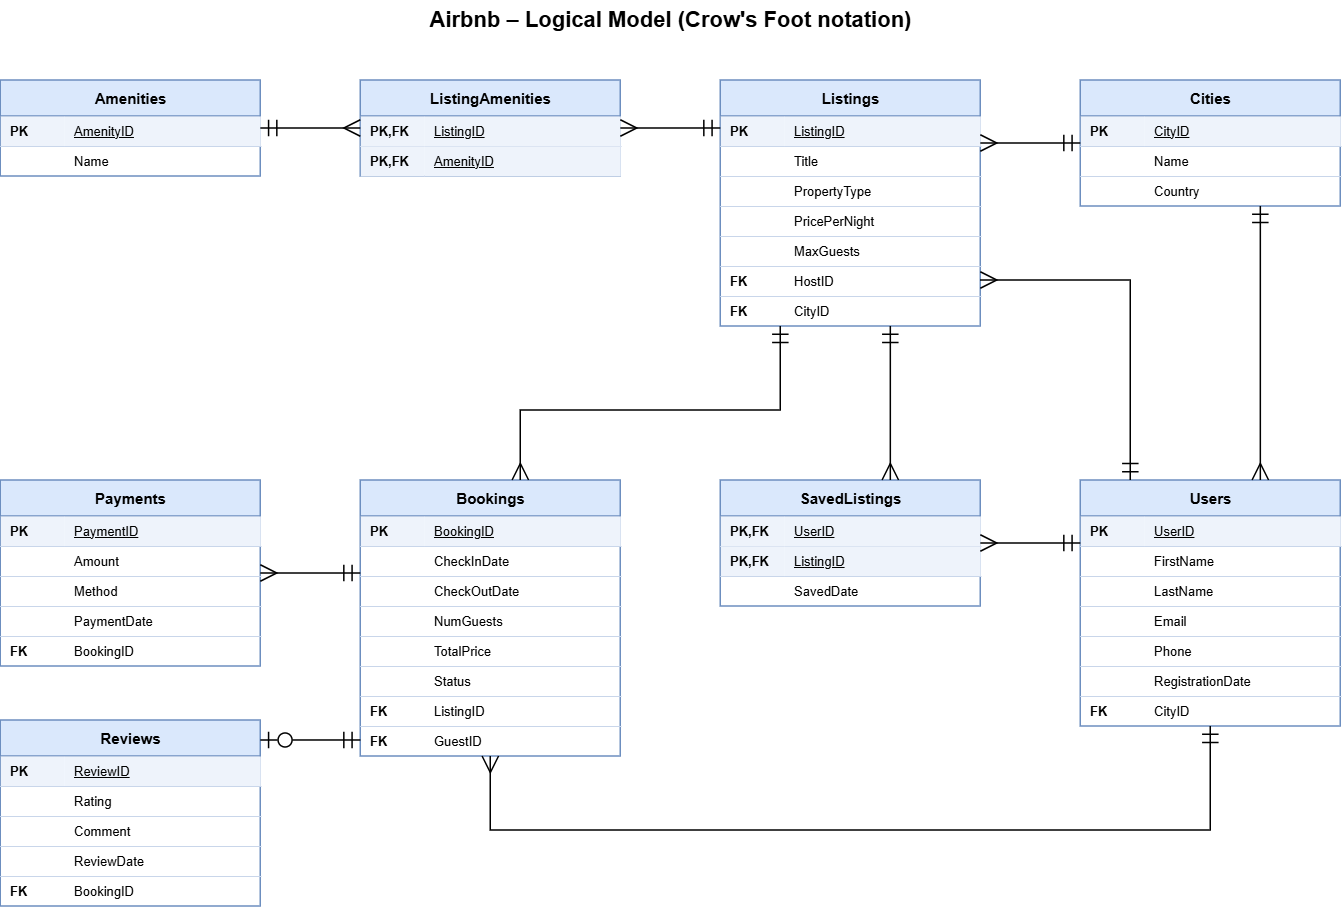 Airbnb – Logical Model (Crow's Foot notation)
Amenities
PK AmenityID
Name
ListingAmenities
PK,FK ListingID
PK,FK AmenityID
Listings
PK ListingID
Title
PropertyType
PricePerNight
MaxGuests
FK HostID
FK CityID
Cities
PK CityID
Name
Country
Payments
PK PaymentID
Amount
Method
PaymentDate
FK BookingID
Bookings
PK BookingID
CheckInDate
CheckOutDate
NumGuests
TotalPrice
Status
FK ListingID
FK GuestID
SavedListings
PK,FK UserID
PK,FK ListingID
SavedDate
Users
PK UserID
FirstName
LastName
Email
Phone
RegistrationDate
FK CityID
Reviews
PK ReviewID
Rating
Comment
ReviewDate
FK BookingID